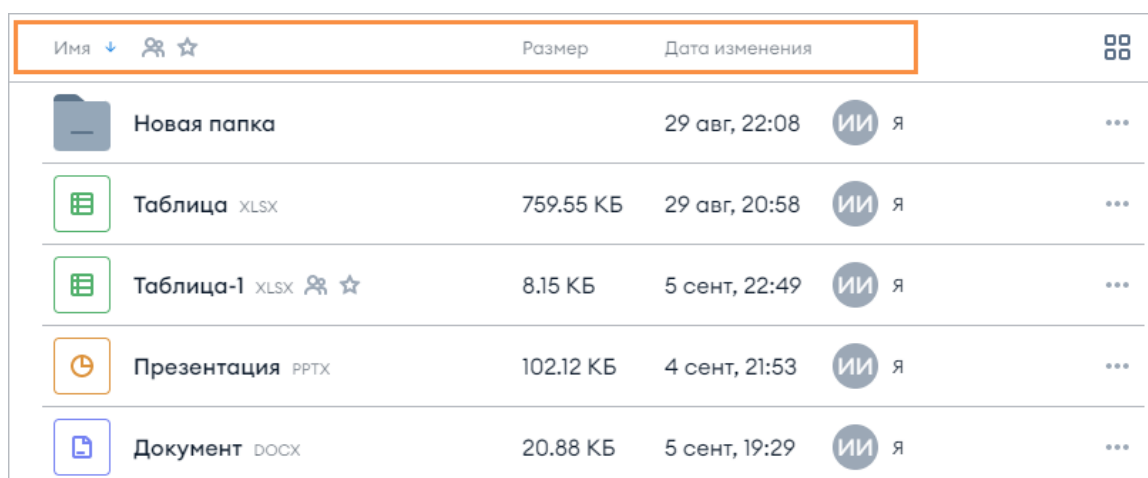 Имя Размер Дата изменения
Новая папка 29 авг, 22:08 ИИ Я
Таблица XLSX 759.55 КБ 29 авг, 20:58 ИИ Я
Таблица-1 XLSX 8.15 КБ 5 сент, 22:49 ИИ Я
Презентация PPTX 102.12 КБ 4 сент, 21:53 ИИ Я
Документ DOCX 20.88 КБ 5 сент, 19:29 ИИ Я